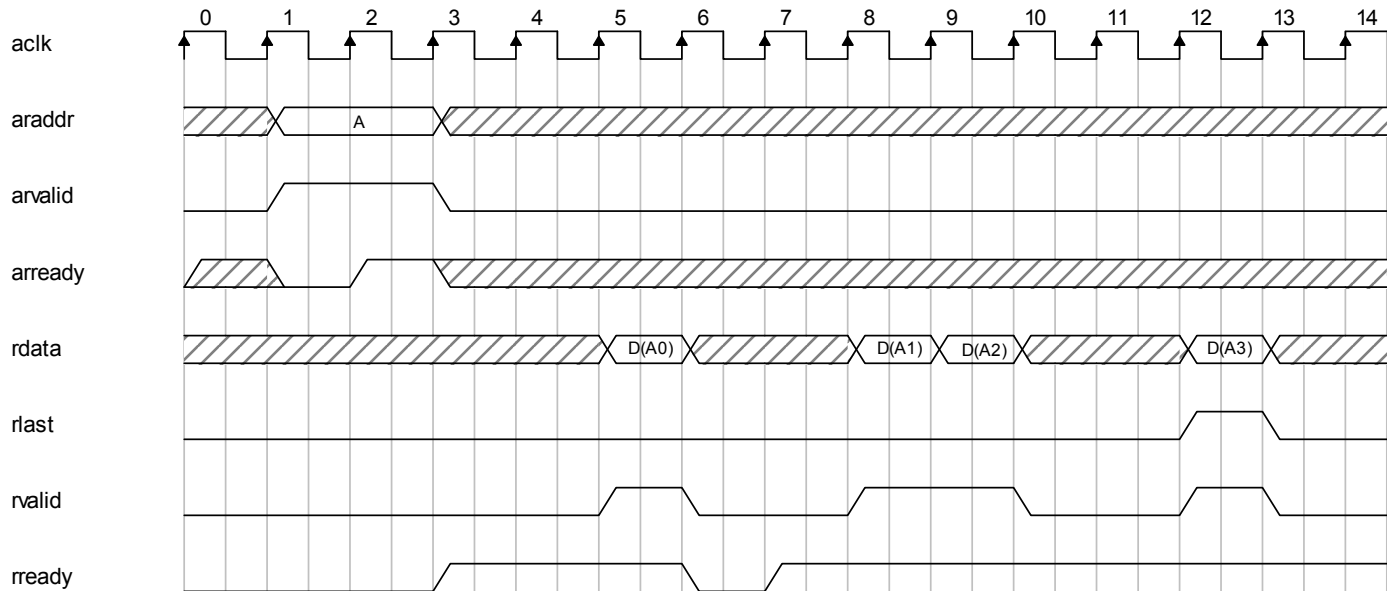 0 1 2 3 4 5 6 7 8 9 10 11 12 13 14
aclk
araddr A
arvalid
arready
rdata D(A0) D(A1) D(A2) D(A3)
rlast
rvalid
rready